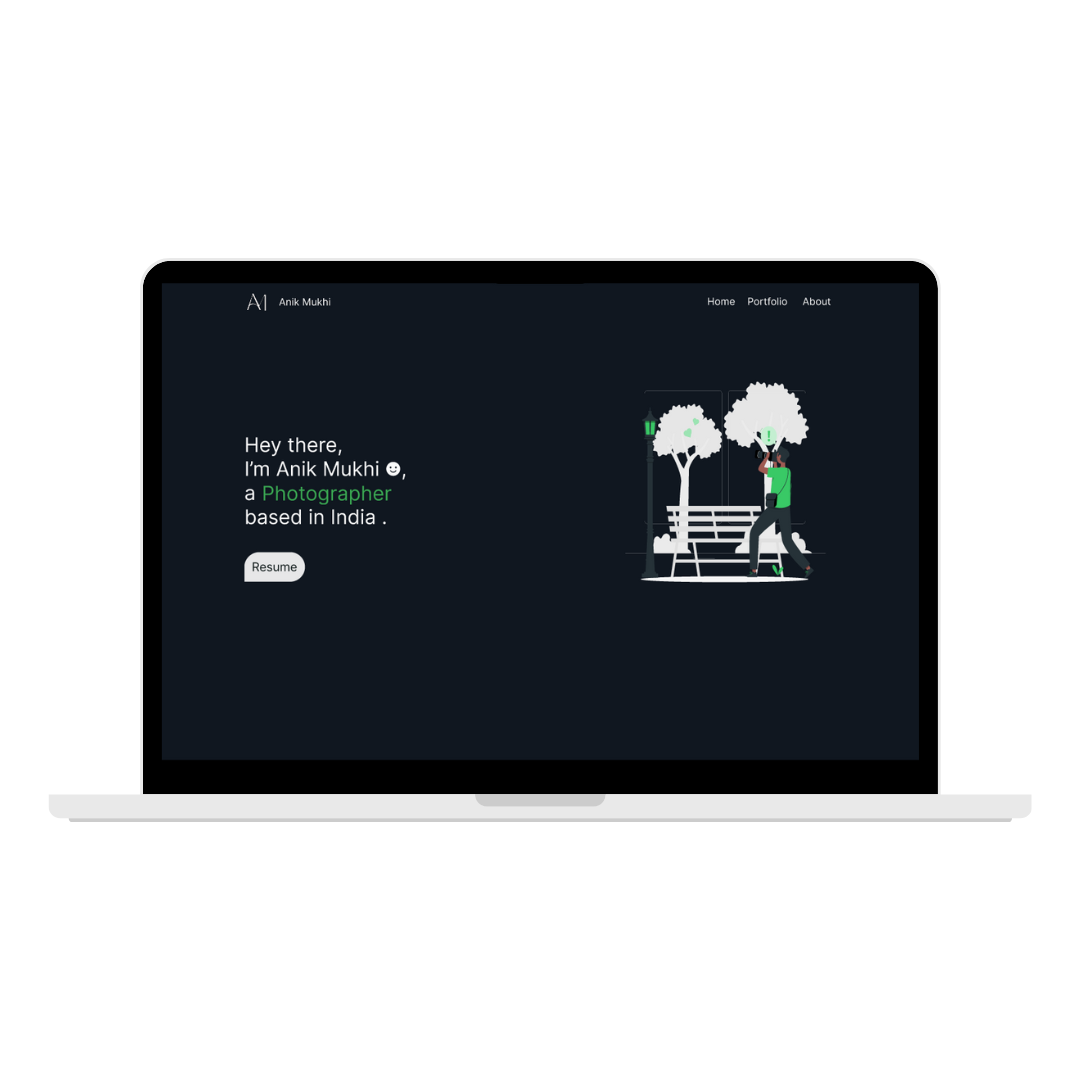 AI Anik Mukhi Home Portfolio About
Hey there,
I’m Anik Mukhi ☻,
a Photographer
based in India .
Resume